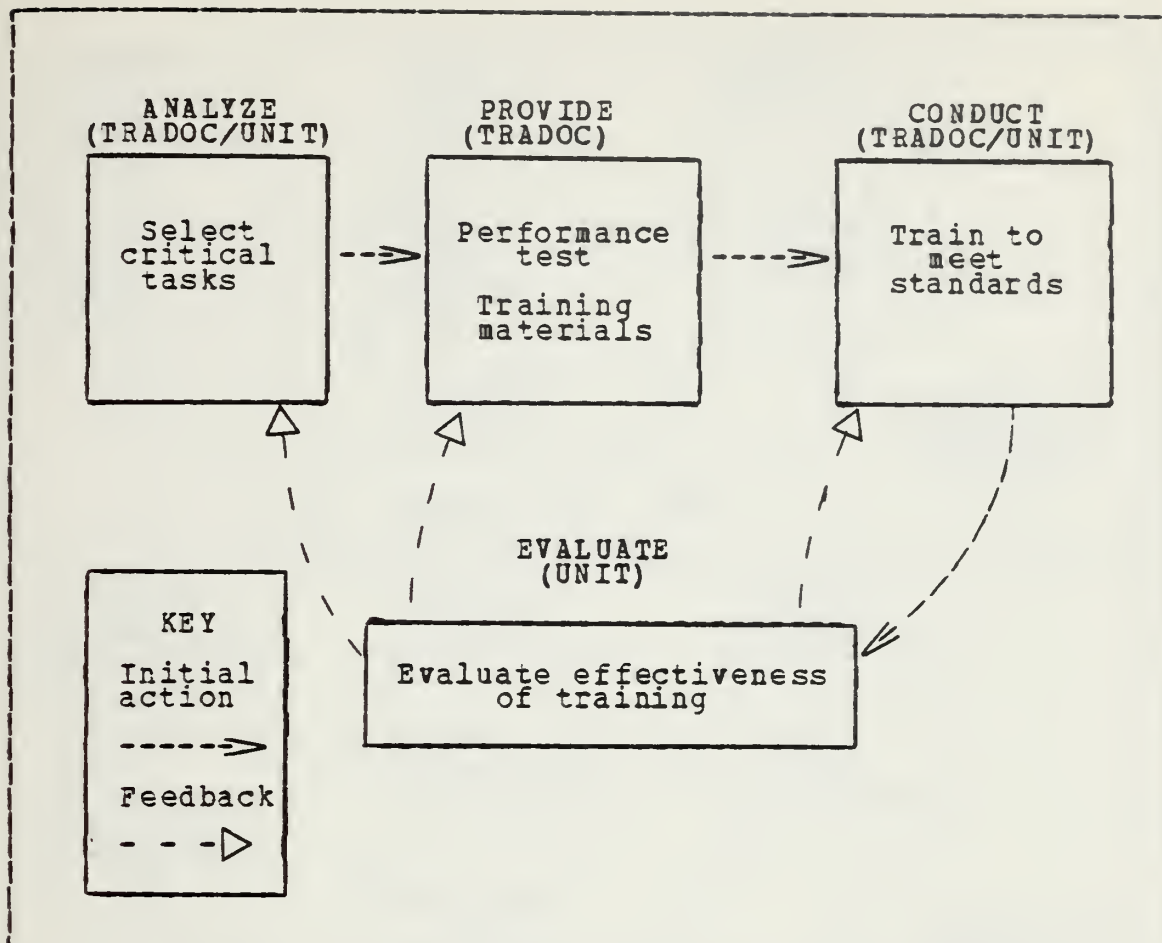 ANALYZE
(TRADOC/UNIT)
Select
critical
tasks
PROVIDE
(TRADOC)
Performance
test
Training
materials
CONDUCT
(TRADOC/UNIT)
Train to
meet
standards
EVALUATE
(UNIT)
Evaluate effectiveness
of training
KEY
Initial
action
Feedback